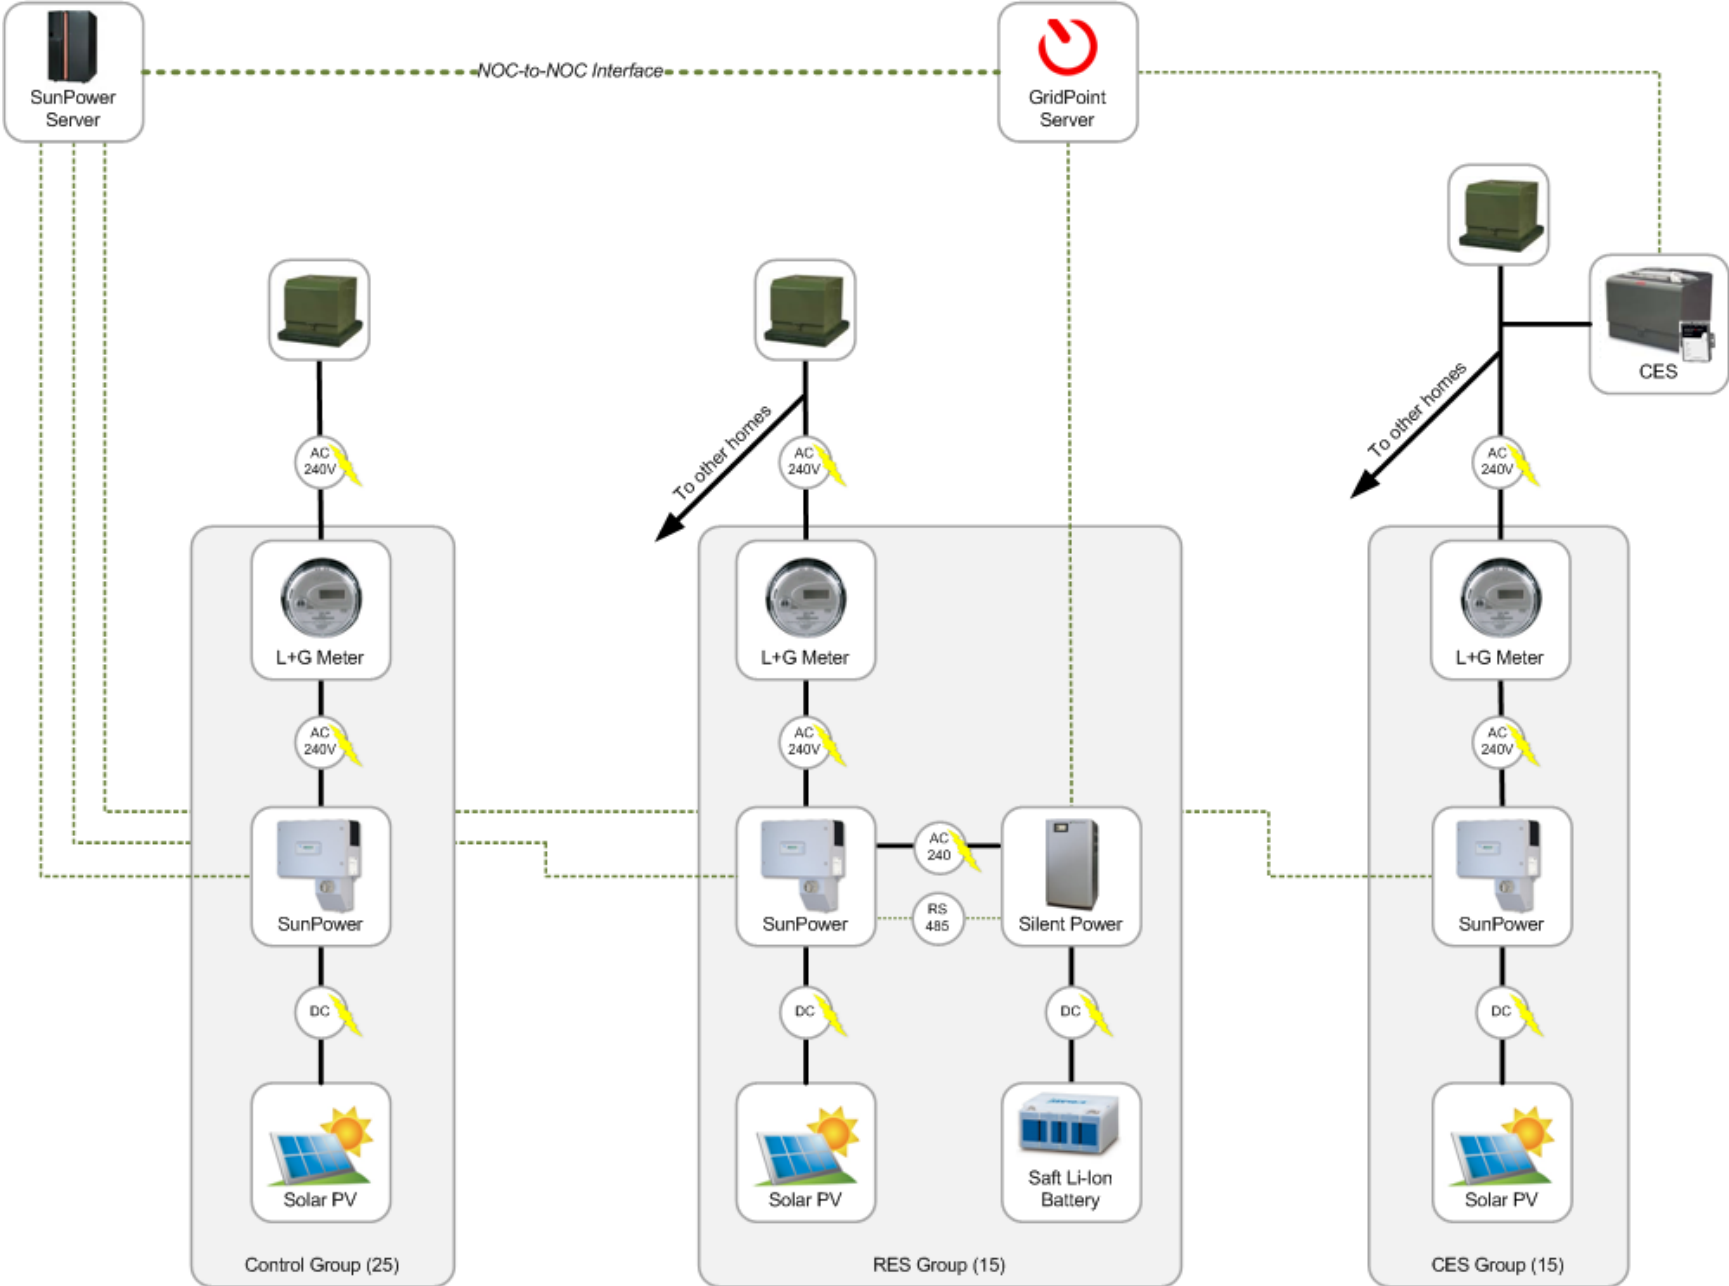 SunPower
Server
NOC-to-NOC Interface
GridPoint
Server
CES
To other homes
To other homes
AC
240V
AC
240V
AC
240V
L+G Meter
L+G Meter
L+G Meter
AC
240V
AC
240V
AC
240V
SunPower
SunPower
AC
240
RS
485
Silent Power
SunPower
DC
DC
DC
DC
Solar PV
Solar PV
Saft Li-Ion
Battery
Solar PV
Control Group (25)
RES Group (15)
CES Group (15)